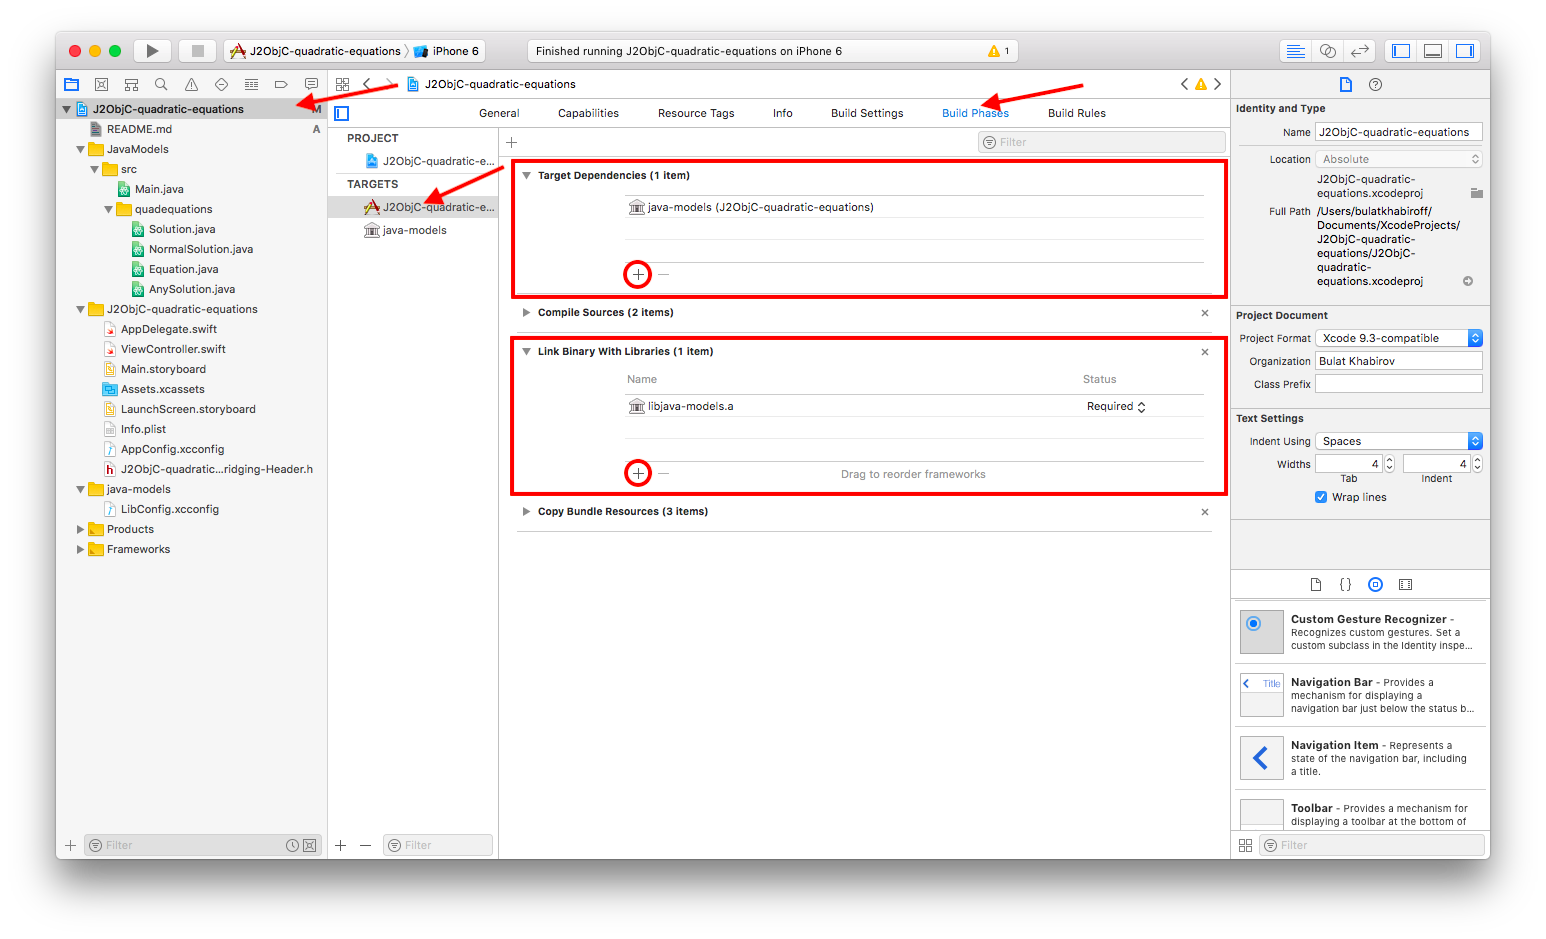 J2ObjC-quadratic-equations
iPhone 6
Finished running J2ObjC-quadratic-equations on iPhone 6
1
J2ObjC-quadratic-equations
M
README.md
A
JavaModels
src
Main.java
quadequations
Solution.java
NormalSolution.java
Equation.java
AnySolution.java
J2ObjC-quadratic-equations
AppDelegate.swift
ViewController.swift
Main.storyboard
Assets.xcassets
LaunchScreen.storyboard
Info.plist
AppConfig.xcconfig
J2ObjC-quadratic...ridging-Header.h
java-models
LibConfig.xcconfig
Products
Frameworks
Filter
J2ObjC-quadratic-equations
General
Capabilities
Resource Tags
Info
Build Settings
Build Phases
Build Rules
PROJECT
J2ObjC-quadratic-e...
TARGETS
J2ObjC-quadratic-e...
java-models
Filter
Filter
Target Dependencies (1 item)
java-models (J2ObjC-quadratic-equations)
Compile Sources (2 items)
Link Binary With Libraries (1 item)
Name
Status
libjava-models.a
Required
Drag to reorder frameworks
Copy Bundle Resources (3 items)
Identity and Type
Name J2ObjC-quadratic-equations
Location Absolute
J2ObjC-quadratic-
equations.xcodeproj
Full Path /Users/bulatkhabiroff/
Documents/XcodeProjects/
J2ObjC-quadratic-
equations/J2ObjC-
quadratic-
equations.xcodeproj
Project Document
Project Format Xcode 9.3-compatible
Organization Bulat Khabirov
Class Prefix
Text Settings
Indent Using Spaces
Widths 4 4
Tab Indent
Wrap lines
{ }
Custom Gesture Recognizer -
Recognizes custom gestures. Set a
custom subclass in the Identity inspe...
Title
Navigation Bar - Provides a
mechanism for displaying a
navigation bar just below the status b...
Navigation Item - Represents a
state of the navigation bar, including
a title.
Toolbar - Provides a mechanism for
displaying a toolbar at the bottom of
Filter